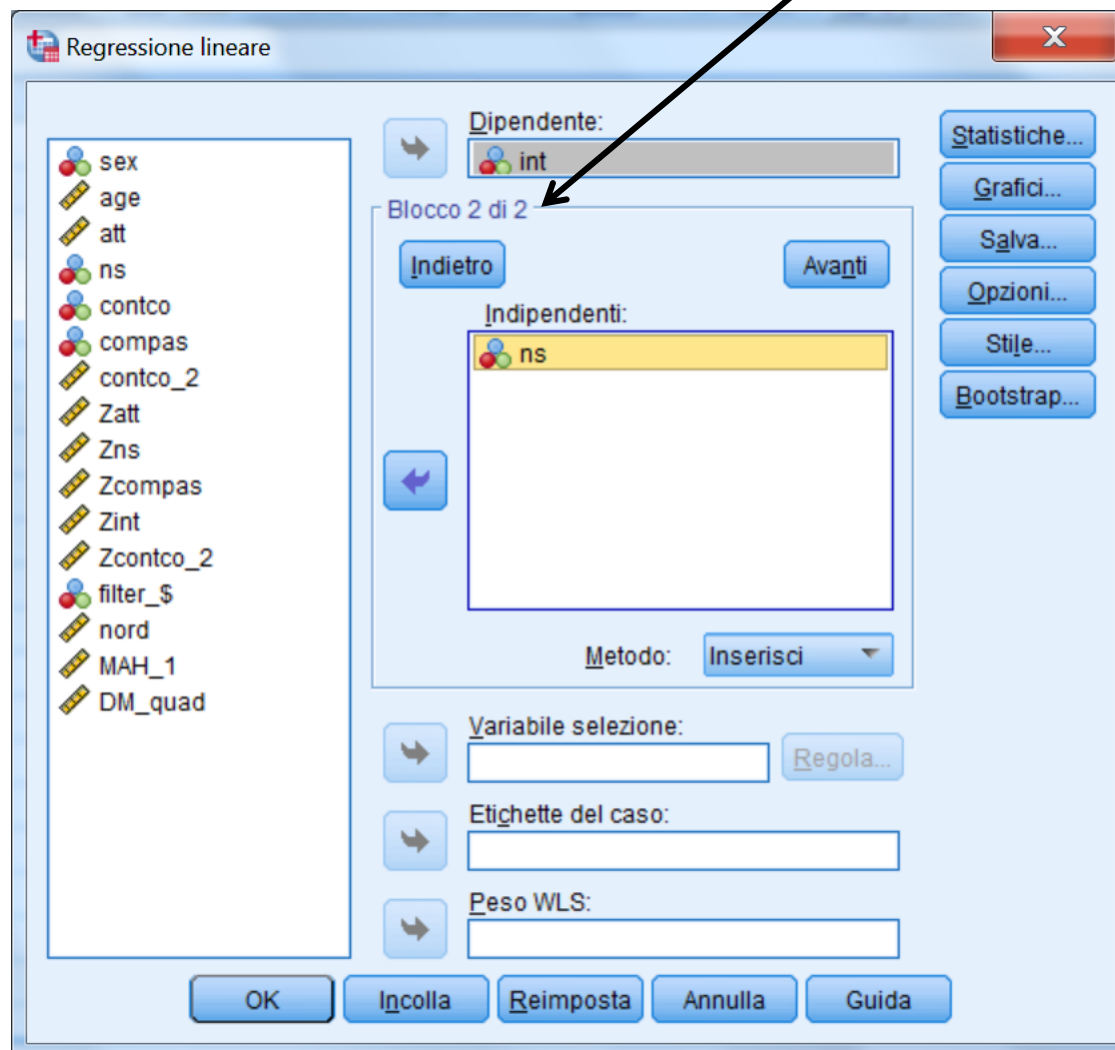 Regressione lineare
sex
age
att
ns
contco
compas
contco_2
Zatt
Zns
Zcompas
Zint
Zcontco_2
filter_$
nord
MAH_1
DM_quad
Dipendente:
int
Blocco 2 di 2
Indietro
Avanti
Indipendenti:
ns
Metodo:
Inserisci
Variabile selezione:
Regola...
Etichette del caso:
Peso WLS:
Statistiche...
Grafici...
Salva...
Opzioni...
Stile...
Bootstrap...
OK
Incolla
Reimposta
Annulla
Guida